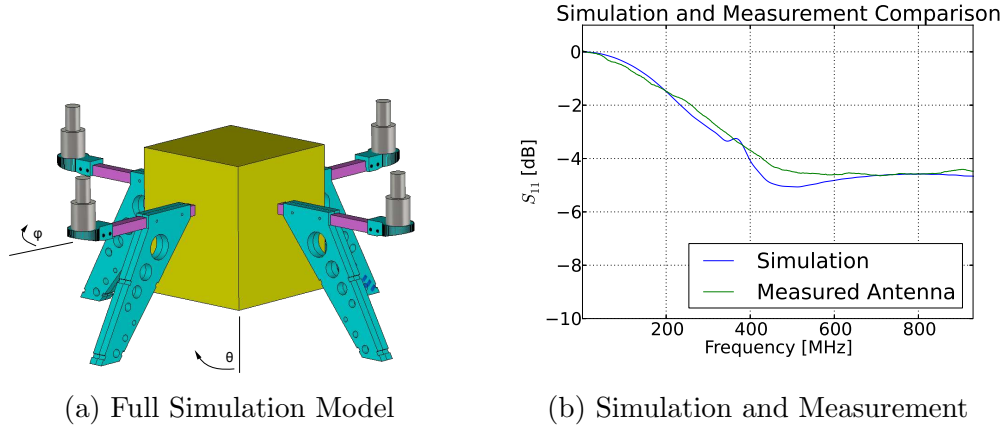 φ
θ
(a) Full Simulation Model
Simulation and Measurement Comparison
0
−2
−4
−6
−8
−10
S11 [dB]
200
400
600
800
Frequency [MHz]
Simulation
Measured Antenna
(b) Simulation and Measurement